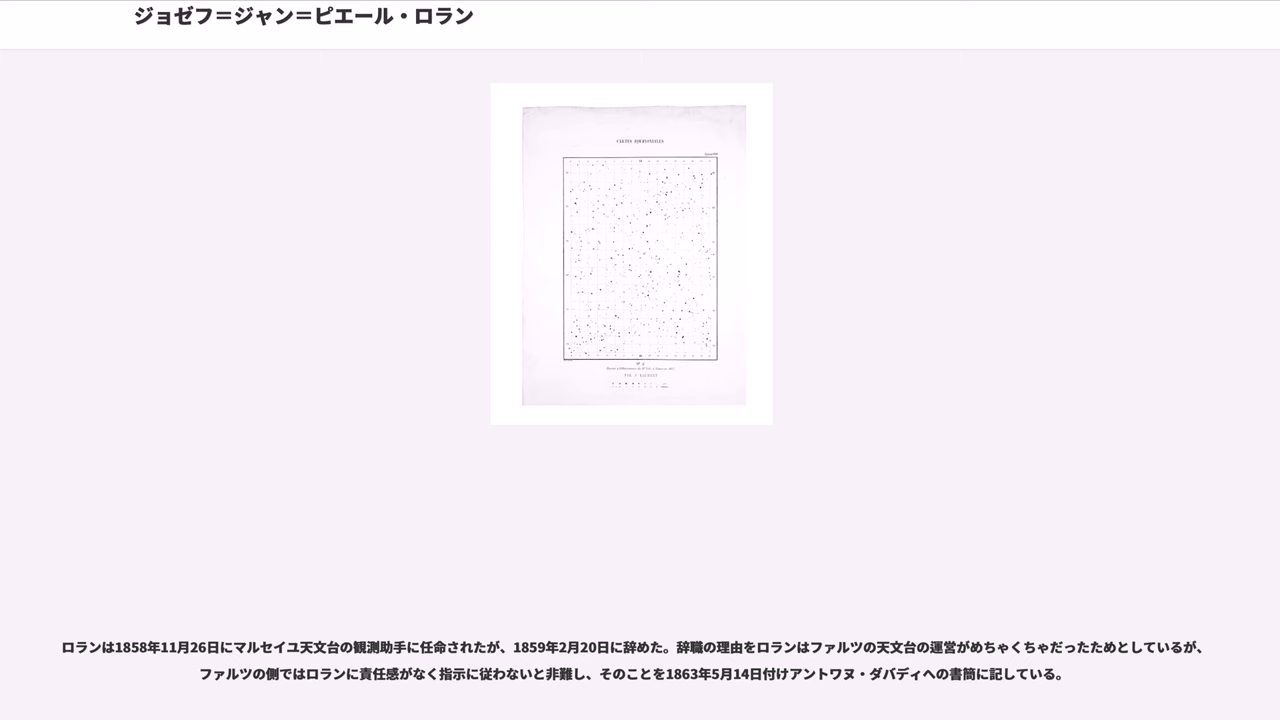 ジョゼフ＝ジャン＝ピエール・ロラン
CARTES EQUATORIALES
ロランは1858年11月26日にマルセイユ天文台の観測助手に任命されたが、1859年2月20日に辞めた。辞職の理由をロランはファルツの天文台の運営がめちゃくちゃだったためとしているが、
ファルツの側ではロランに責任感がなく指示に従わないと非難し、そのことを1863年5月14日付けアントワヌ・ダバディへの書簡に記している。